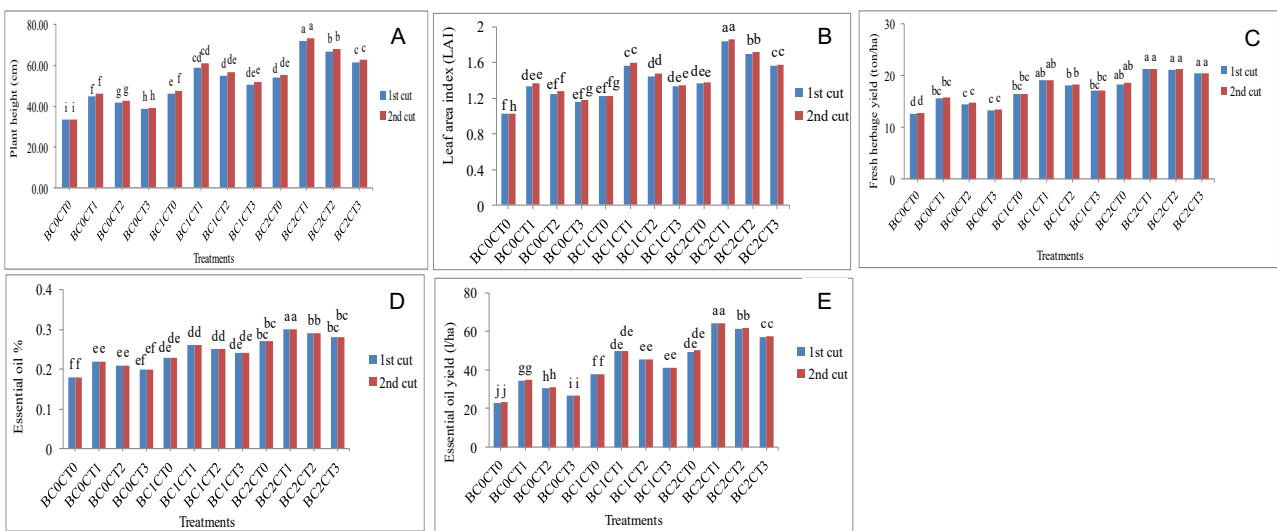 A
80.00
60.00
40.00
20.00
0.00
Plant height (cm)
i i
f f
g g
h h
e f
cd cd
d de
de e
d de
a a
b b
c c
1st cut
2nd cut
BC0CT0
BC0CT1
BC0CT2
BC0CT3
BC1CT0
BC1CT1
BC1CT2
BC1CT3
BC2CT0
BC2CT1
BC2CT2
BC2CT3
Treatments
B
2
1.6
1.2
0.8
0.4
0
Leaf area index (LAI)
f h
de e
ef f
ef g
ef fg
c c
d d
de e
de e
a a
b b
c c
1st cut
2nd cut
BC0CT0
BC0CT1
BC0CT2
BC0CT3
BC1CT0
BC1CT1
BC1CT2
BC1CT3
BC2CT0
BC2CT1
BC2CT2
BC2CT3
Treatments
C
30
20
10
0
Fresh herbage yield (ton/ha)
d d
bc bc
c c
c c
bc bc
ab ab
b b
bc bc
ab ab
a a
a a
a a
1st cut
2nd cut
BC0CT0
BC0CT1
BC0CT2
BC0CT3
BC1CT0
BC1CT1
BC1CT2
BC1CT3
BC2CT0
BC2CT1
BC2CT2
BC2CT3
Treatments
D
0.4
0.3
0.2
0.1
0
Essential oil %
f f
e e
e e
ef ef
de de
d d
d d
de de
bc bc
a a
b b
bc bc
1st cut
2nd cut
BC0CT0
BC0CT1
BC0CT2
BC0CT3
BC1CT0
BC1CT1
BC1CT2
BC1CT3
BC2CT0
BC2CT1
BC2CT2
BC2CT3
Treatments
E
80
60
40
20
0
Essential oil yield (l/ha)
j j
g g
h h
i i
f f
de de
e e
e e
de de
a a
b b
c c
1st cut
2nd cut
BC0CT0
BC0CT1
BC0CT2
BC0CT3
BC1CT0
BC1CT1
BC1CT2
BC1CT3
BC2CT0
BC2CT1
BC2CT2
BC2CT3
Treatments